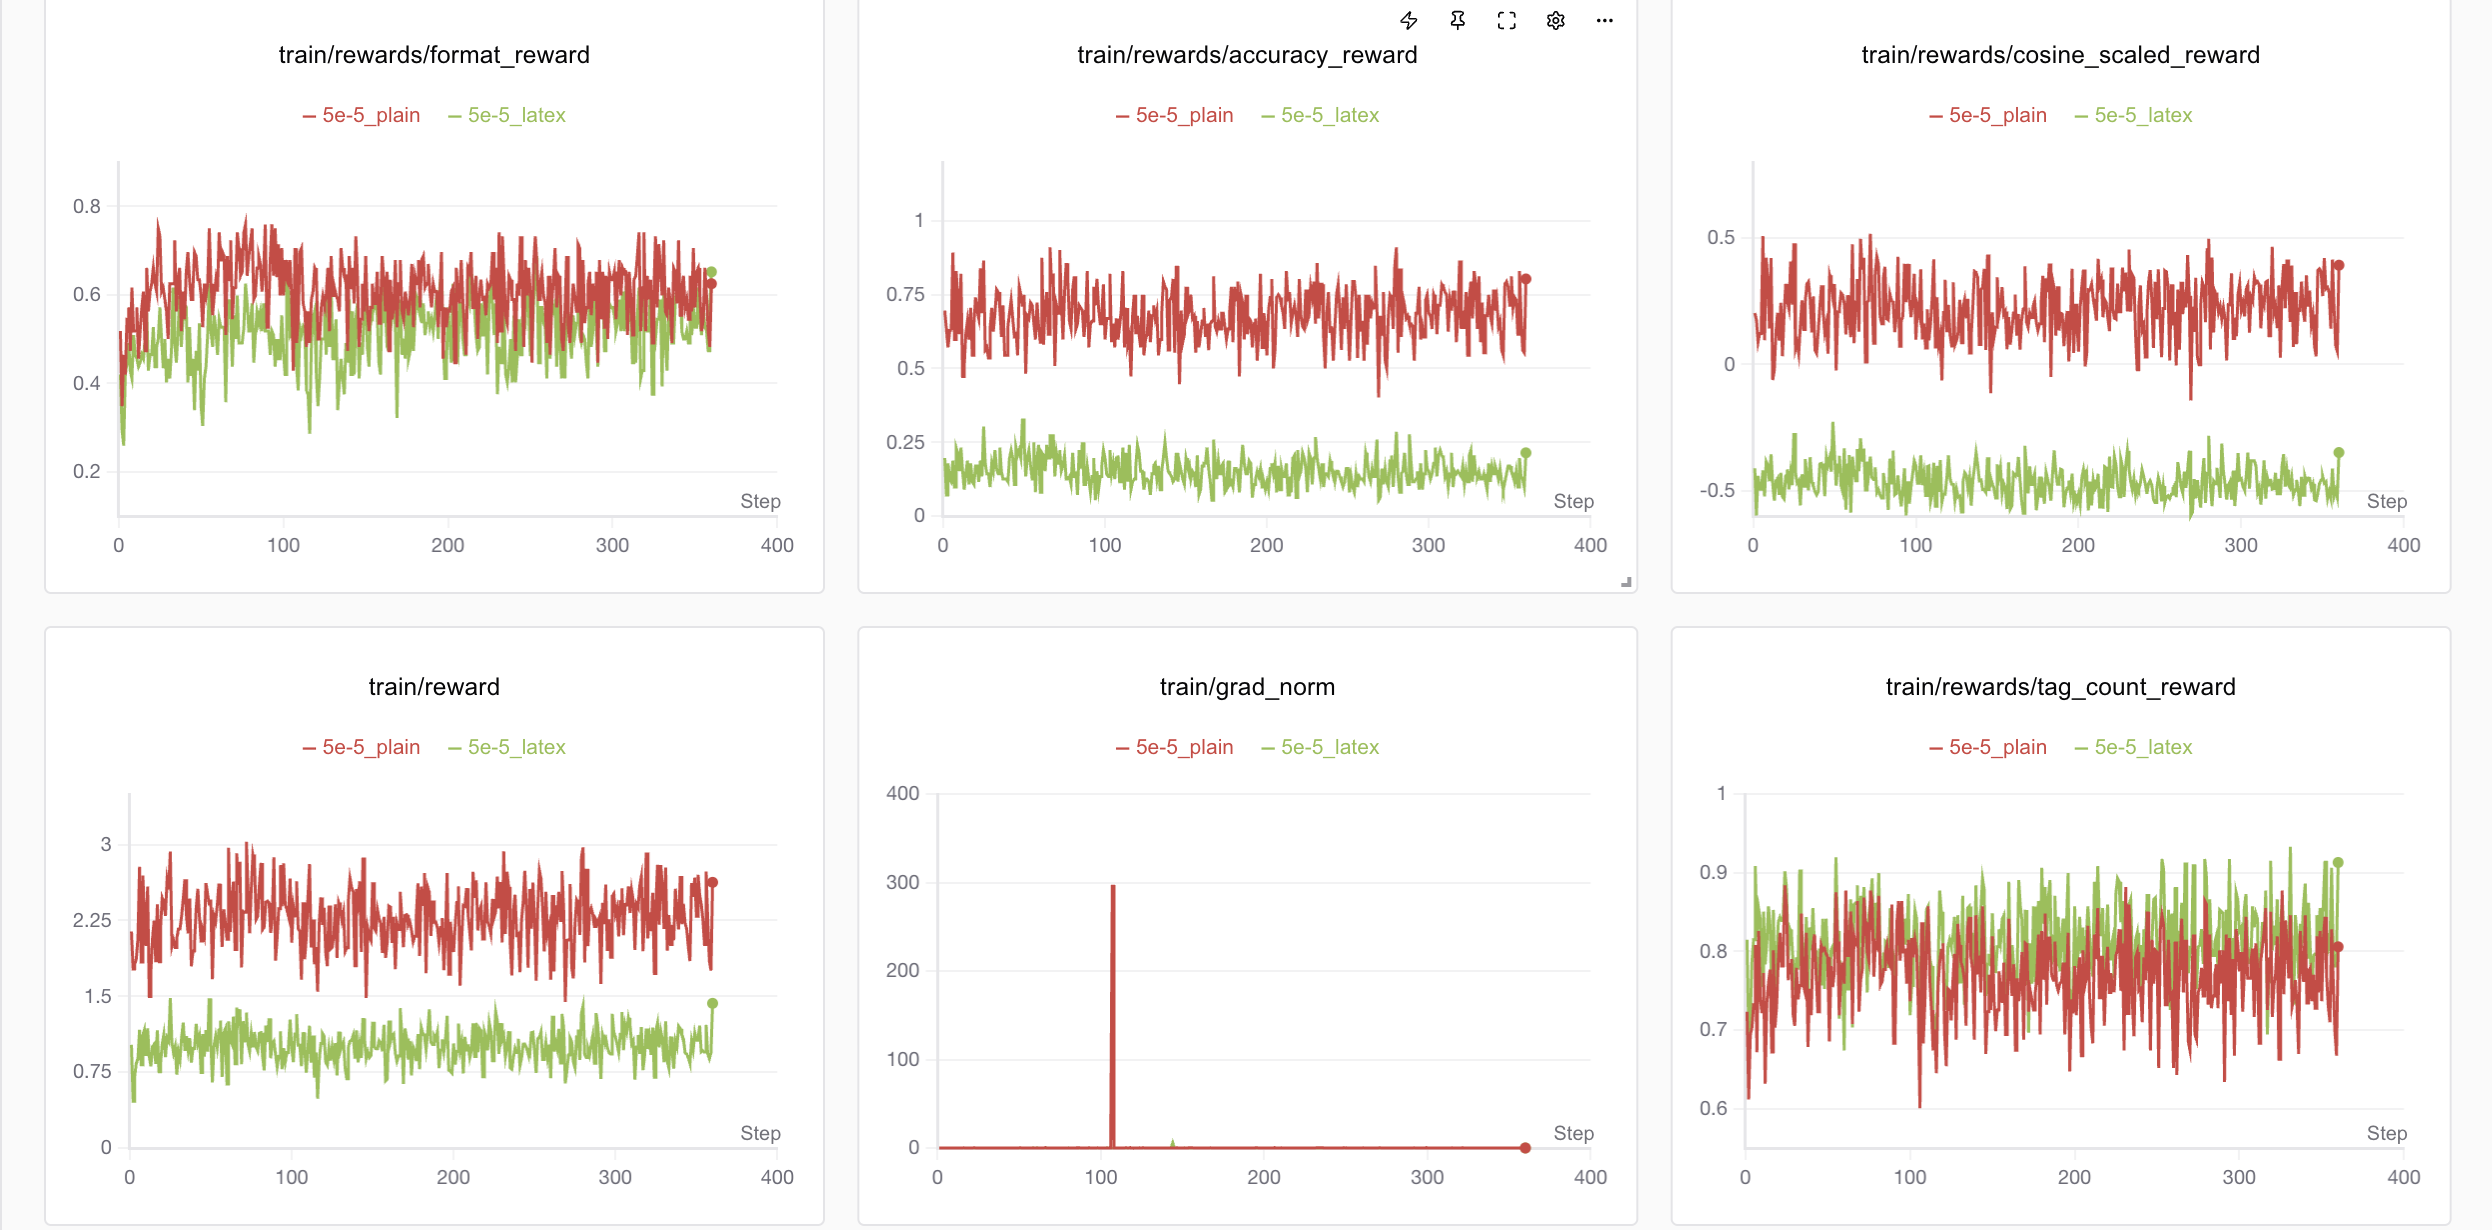 train/rewards/format_reward
5e-5_plain 5e-5_latex
0.8
0.6
0.4
0.2
Step
0 100 200 300 400
train/rewards/accuracy_reward
5e-5_plain 5e-5_latex
1
0.75
0.5
0.25
0
Step
0 100 200 300 400
train/rewards/cosine_scaled_reward
5e-5_plain 5e-5_latex
0.5
0
-0.5
Step
0 100 200 300 400
train/reward
5e-5_plain 5e-5_latex
3
2.25
1.5
0.75
0
Step
0 100 200 300 400
train/grad_norm
5e-5_plain 5e-5_latex
400
300
200
100
0
Step
0 100 200 300 400
train/rewards/tag_count_reward
5e-5_plain 5e-5_latex
1
0.9
0.8
0.7
0.6
Step
0 100 200 300 400